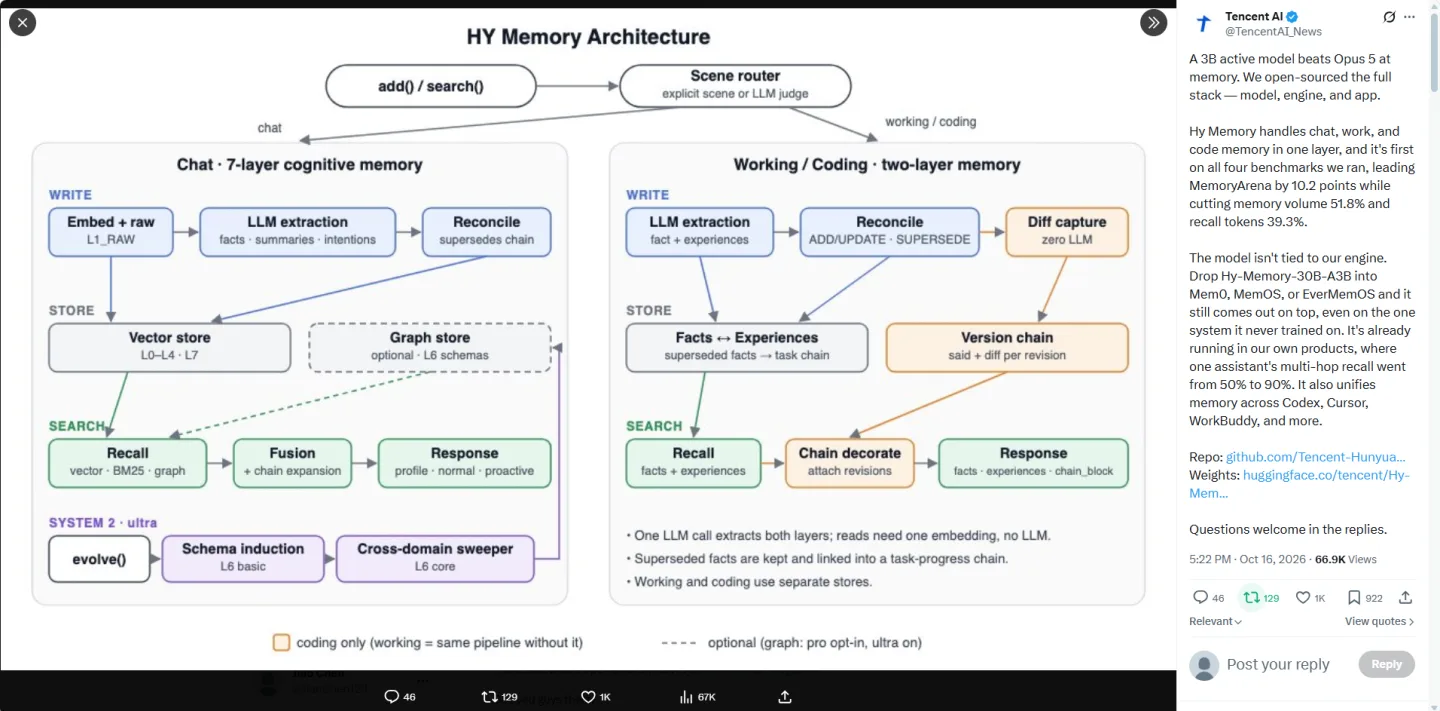 HY Memory Architecture
add() / search()
Scene router
explicit scene or LLM judge
chat
working / coding
Chat · 7-layer cognitive memory
WRITE
Embed + raw
L1_RAW
LLM extraction
facts · summaries · intentions
Reconcile
supersedes chain
STORE
Vector store
L0–L4 · L7
Graph store
optional · L6 schemas
SEARCH
Recall
vector · BM25 · graph
Fusion
+ chain expansion
Response
profile · normal · proactive
SYSTEM 2 · ultra
evolve()
Schema induction
L6 basic
Cross-domain sweeper
L6 core
Working / Coding · two-layer memory
WRITE
LLM extraction
fact + experiences
Reconcile
ADD/UPDATE · SUPERSEDE
Diff capture
zero LLM
STORE
Facts ↔ Experiences
superseded facts → task chain
Version chain
said + diff per revision
SEARCH
Recall
facts + experiences
Chain decorate
attach revisions
Response
facts · experiences · chain_block
• One LLM call extracts both layers; reads need one embedding, no LLM.
• Superseded facts are kept and linked into a task-progress chain.
• Working and coding use separate stores.
coding only (working = same pipeline without it)
optional (graph: pro opt-in, ultra on)
46
129
1K
67K
Tencent AI
@TencentAI_News
A 3B active model beats Opus 5 at
memory. We open-sourced the full
stack — model, engine, and app.
Hy Memory handles chat, work, and
code memory in one layer, and it's first
on all four benchmarks we ran, leading
MemoryArena by 10.2 points while
cutting memory volume 51.8% and
recall tokens 39.3%.
The model isn't tied to our engine.
Drop Hy-Memory-30B-A3B into
Mem0, MemOS, or EverMemOS and it
still comes out on top, even on the one
system it never trained on. It's already
running in our own products, where
one assistant's multi-hop recall went
from 50% to 90%. It also unifies
memory across Codex, Cursor,
WorkBuddy, and more.
Repo: github.com/Tencent-Hunyua...
Weights: huggingface.co/tencent/Hy-
Mem...
Questions welcome in the replies.
5:22 PM · Oct 16, 2026 · 66.9K Views
46
129
1K
922
Relevant
View quotes
Post your reply
Reply